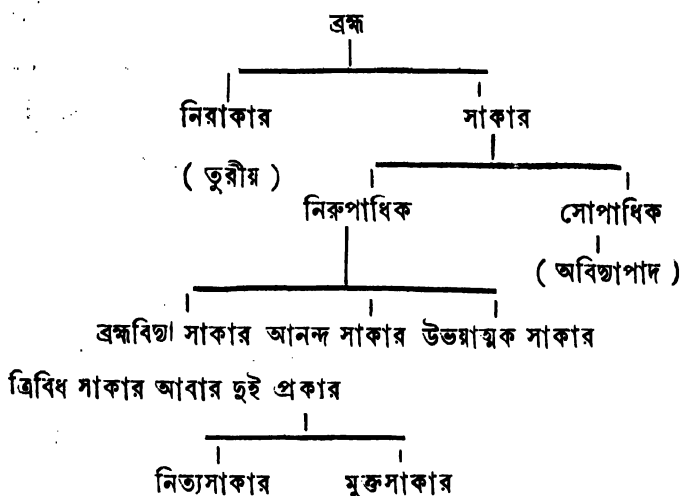 ব্রহ্ম
নিরাকার সাকার
( তুরীয় )
নিরুপাধিক সোপাধিক
( অবিদ্যাপাদ )
ব্রহ্মবিদ্যা সাকার আনন্দ সাকার উভয়াত্মক সাকার
ত্রিবিধ সাকার আবার দুই প্রকার
নিত্যসাকার মুক্তসাকার